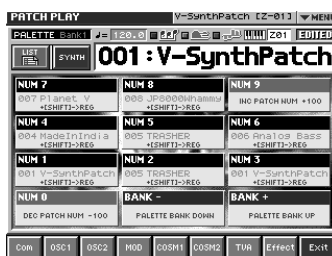 PATCH PLAY V-SynthPatch [Z-01] ▼MENU
PALETTE Bank1 ♩= 120.0 Z01 EDITED
LIST SYNTH 001:V-SynthPatch
NUM 7 NUM 8 NUM 9
007 Planet V 008 JP8000Whammy INC PATCH NUM +100
+[SHIFT]->REG +[SHIFT]->REG
NUM 4 NUM 5 NUM 6
004 MadeInIndia 005 TRASHER 006 Analog Bass
+[SHIFT]->REG +[SHIFT]->REG +[SHIFT]->REG
NUM 1 NUM 2 NUM 3
001 V-SynthPatch 005 TRASHER 001 V-SynthPatch
+[SHIFT]->REG +[SHIFT]->REG +[SHIFT]->REG
NUM 0 BANK - BANK +
DEC PATCH NUM -100 PALETTE BANK DOWN PALETTE BANK UP
Com OSC1 OSC2 MOD COSM1 COSM2 TVA Effect Exit